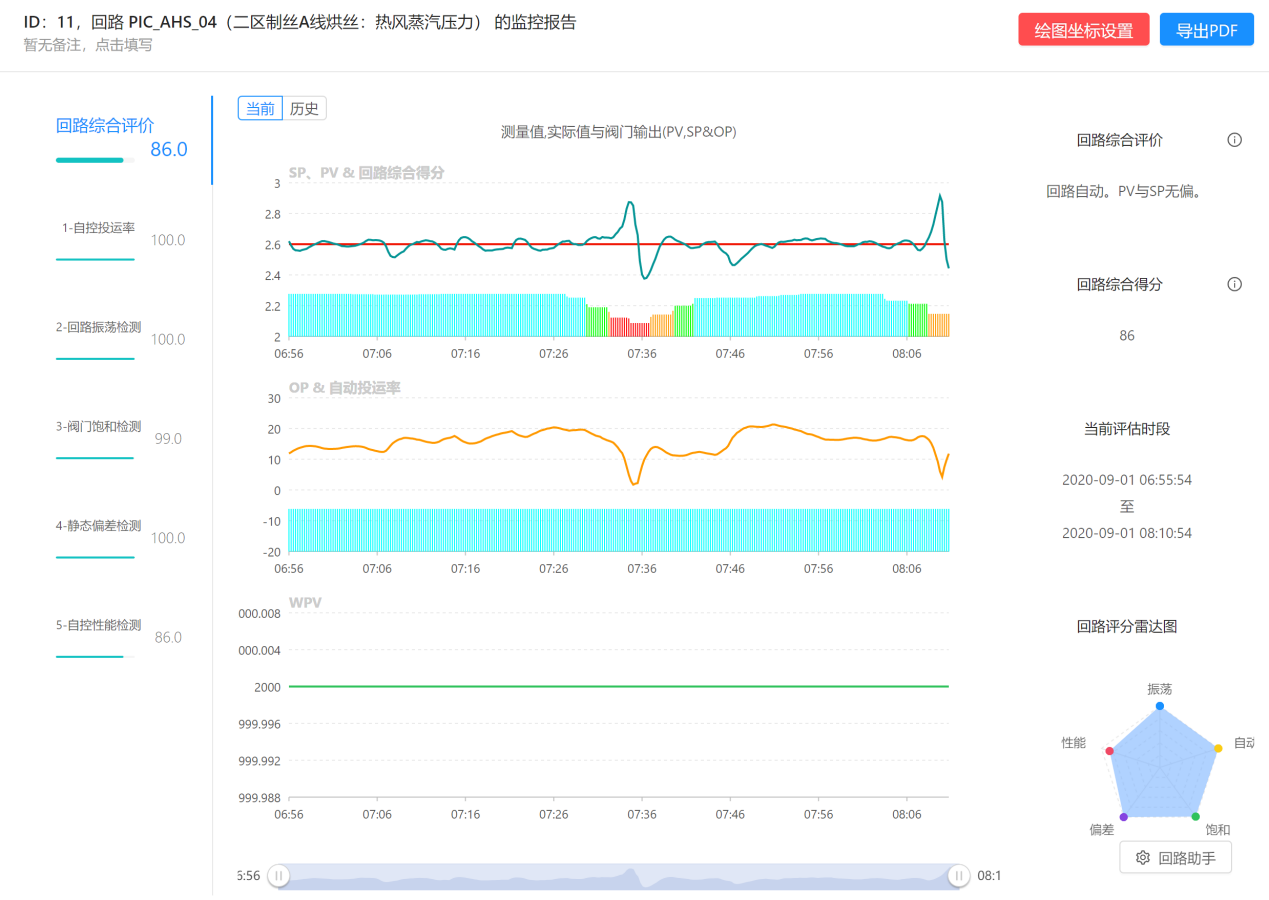 ID：11，回路 PIC_AHS_04（二区制丝A线烘丝：热风蒸汽压力） 的监控报告
暂无备注，点击填写
绘图坐标设置
导出PDF
回路综合评价
86.0
1-自控投运率
100.0
2-回路振荡检测
100.0
3-阀门饱和检测
99.0
4-静态偏差检测
100.0
5-自控性能检测
86.0
当前
历史
测量值,实际值与阀门输出(PV,SP&OP)
SP、PV & 回路综合得分
3
2.8
2.6
2.4
2.2
2
06:56 07:06 07:16 07:26 07:36 07:46 07:56 08:06
OP & 自动投运率
30
20
10
0
-10
-20
06:56 07:06 07:16 07:26 07:36 07:46 07:56 08:06
WPV
000.008
000.004
2000
999.996
999.992
999.988
06:56 07:06 07:16 07:26 07:36 07:46 07:56 08:06
5:56
08:1
回路综合评价
回路自动。PV与SP无偏。
回路综合得分
86
当前评估时段
2020-09-01 06:55:54
至
2020-09-01 08:10:54
回路评分雷达图
振荡
性能
自动
偏差
饱和
回路助手